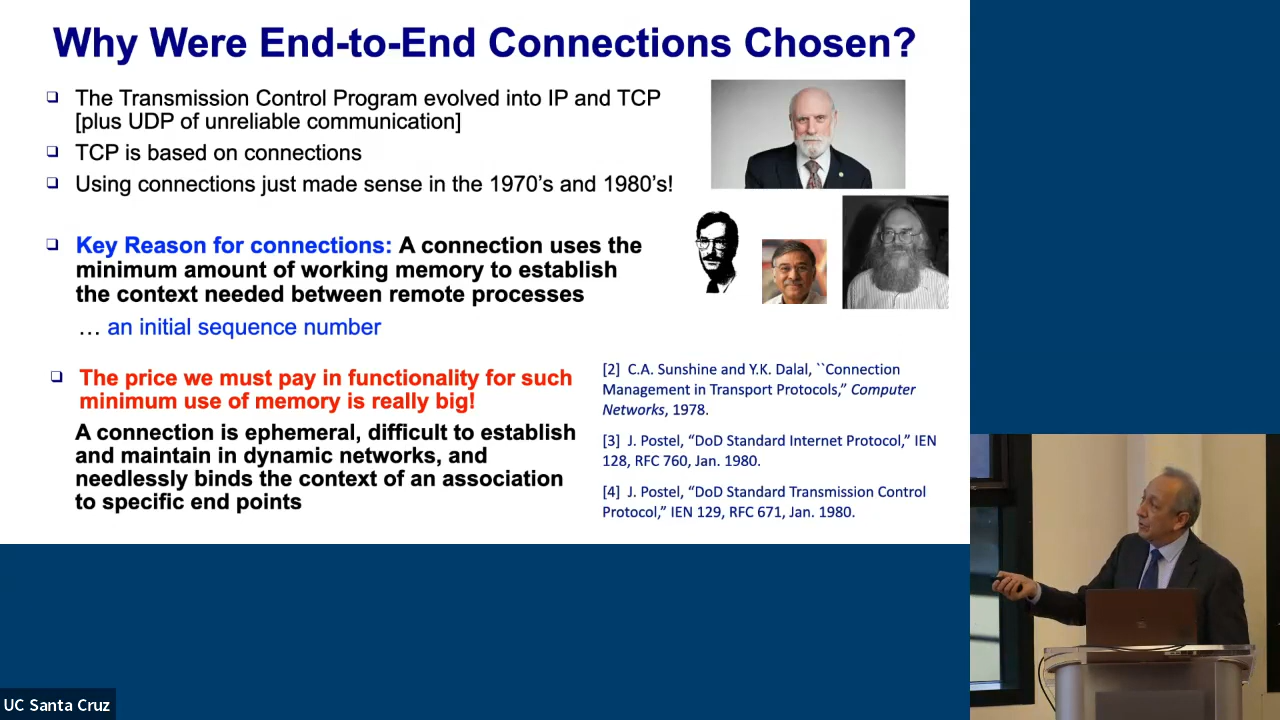 Why Were End-to-End Connections Chosen?
❑ The Transmission Control Program evolved into IP and TCP
[plus UDP of unreliable communication]
❑ TCP is based on connections
❑ Using connections just made sense in the 1970's and 1980's!
❑ Key Reason for connections: A connection uses the
minimum amount of working memory to establish
the context needed between remote processes
… an initial sequence number
❑ The price we must pay in functionality for such
minimum use of memory is really big!
A connection is ephemeral, difficult to establish
and maintain in dynamic networks, and
needlessly binds the context of an association
to specific end points
[2] C.A. Sunshine and Y.K. Dalal, ``Connection
Management in Transport Protocols,” Computer
Networks, 1978.
[3] J. Postel, “DoD Standard Internet Protocol,” IEN
128, RFC 760, Jan. 1980.
[4] J. Postel, “DoD Standard Transmission Control
Protocol,” IEN 129, RFC 671, Jan. 1980.
UC Santa Cruz